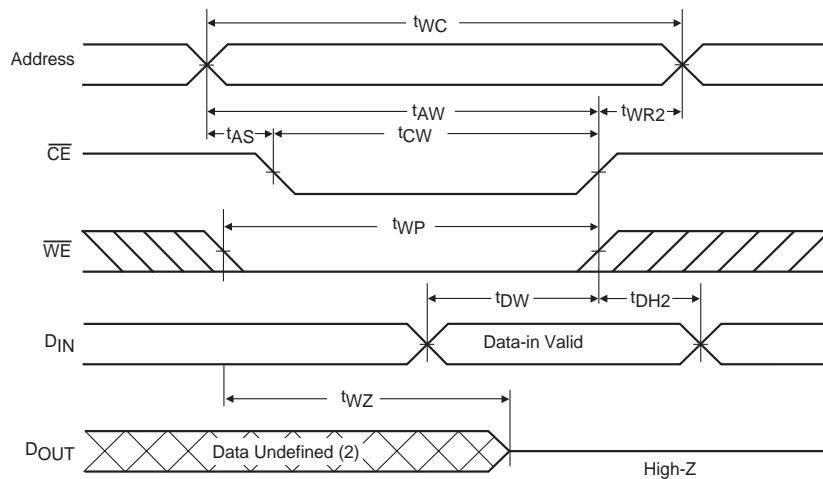 tWC
Address
tAW
tWR2
tAS
tCW
CE
tWP
WE
tDW
tDH2
DIN
Data-in Valid
tWZ
DOUT
Data Undefined (2)
High-Z